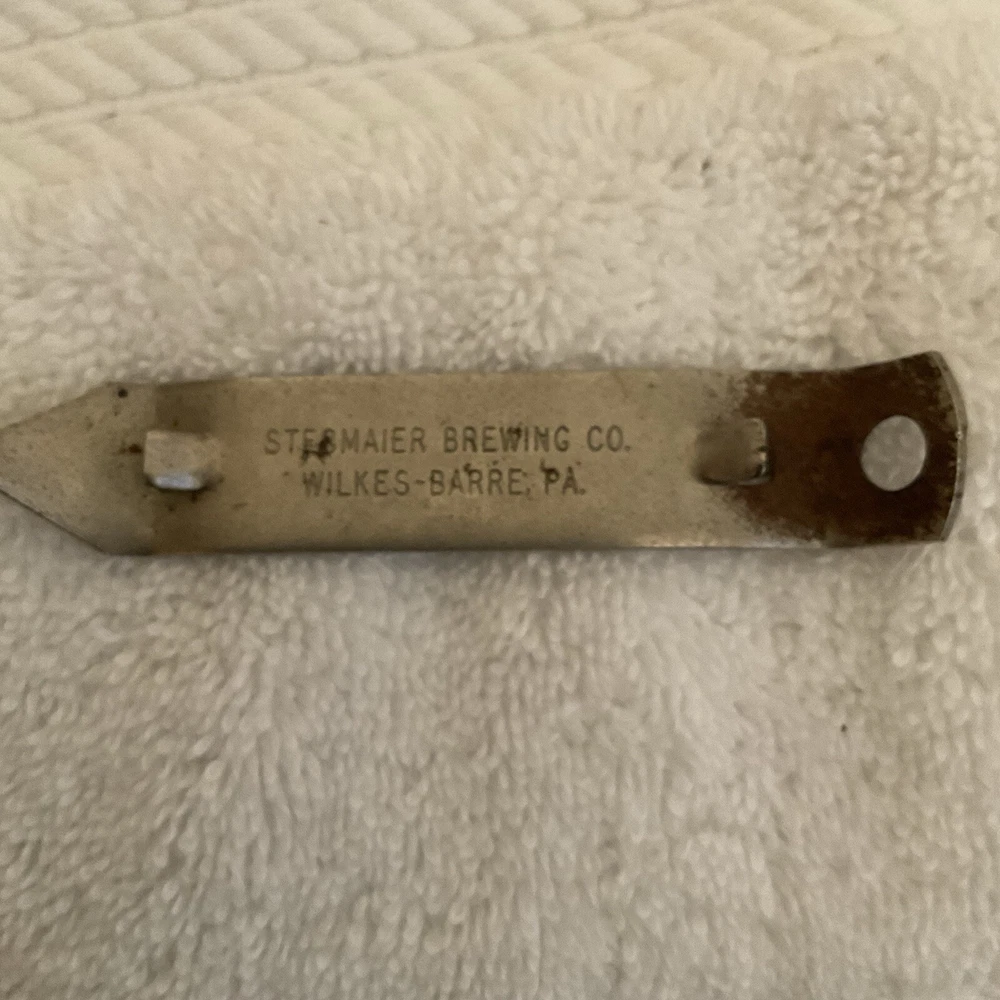 STEGMAIER BREWING CO.
WILKES-BARRE, PA.